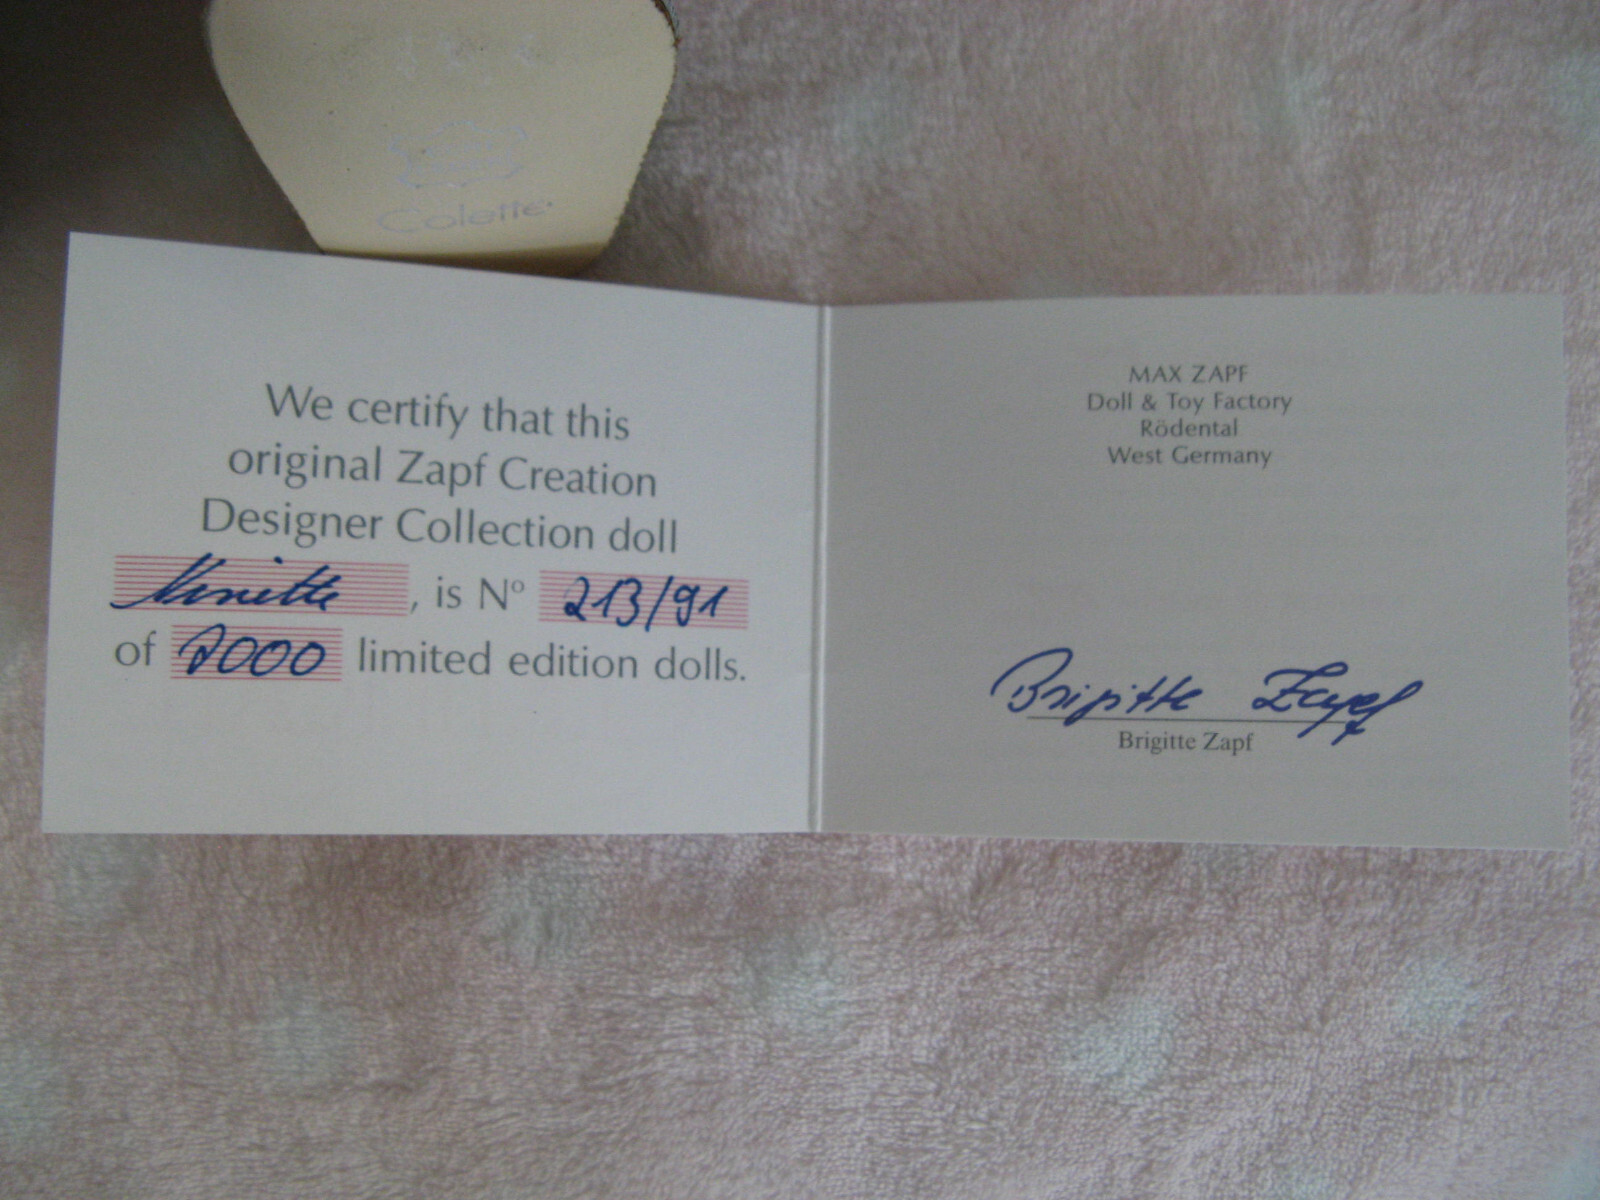 Colette
We certify that this
original Zapf Creation
Designer Collection doll
, is Nº 213/91
of 2000 limited edition dolls.
MAX ZAPF
Doll & Toy Factory
Rödental
West Germany
Brigitte Zapf
Brigitte Zapf